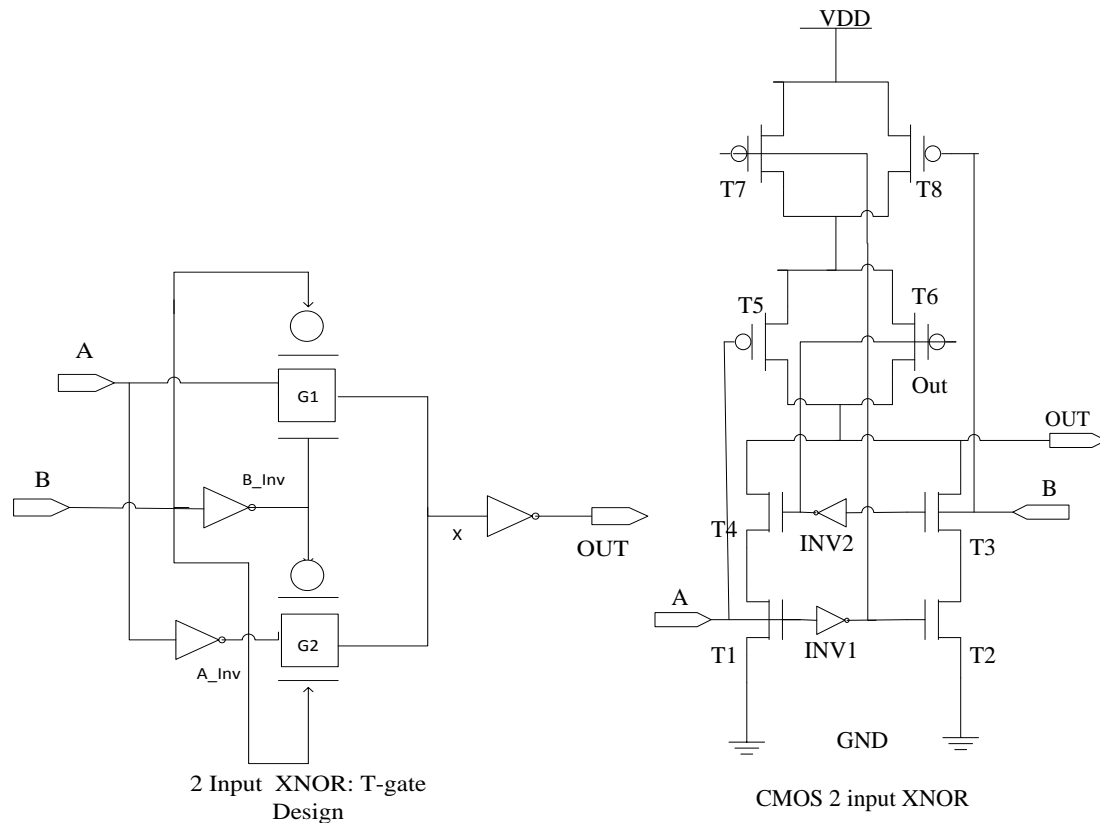 VDD
T7
T8
T5
T6
A
G1
Out
OUT
B
B_Inv
B
X
OUT
T4
INV2
T3
A
G2
A_Inv
T1
INV1
T2
GND
2 Input XNOR: T-gate
Design
CMOS 2 input XNOR